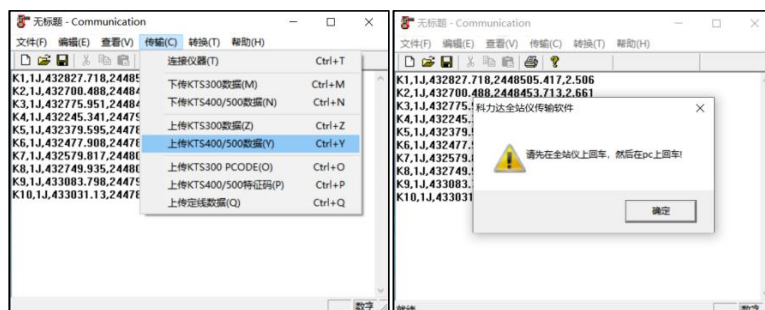 无标题 - Communication
文件(F) 编辑(E) 查看(V) 传输(C) 转换(T) 帮助(H)
连接仪器(T) Ctrl+T
下传KTS300数据(M) Ctrl+M
下传KTS400/500数据(N) Ctrl+N
上传KTS300数据(Z) Ctrl+Z
上传KTS400/500数据(Y) Ctrl+Y
上传KTS300 PCODE(O) Ctrl+O
上传KTS400/500特征码(P) Ctrl+P
上传定线数据(Q) Ctrl+Q
K1,1J,432827.718,24485
K2,1J,432700.488,24484
K3,1J,432775.951,24484
K4,1J,432245.341,24479
K5,1J,432379.595,24478
K6,1J,432477.908,24478
K7,1J,432579.817,24480
K8,1J,432749.935,24480
K9,1J,433083.798,24479
K10,1J,433031.13,24478
数字
无标题 - Communication
文件(F) 编辑(E) 查看(V) 传输(C) 转换(T) 帮助(H)
K1,1J,432827.718,2448505.417,2.506
K2,1J,432700.488,2448453.713,2.661
K3,1J,432775.9
K4,1J,432245.
K5,1J,432379.5
K6,1J,432477.
K7,1J,432579.8
K8,1J,432749.9
K9,1J,433083.
K10,1J,433031
科力达全站仪传输软件
请先在全站仪上回车，然后在pc上回车!
确定
就绪
数字